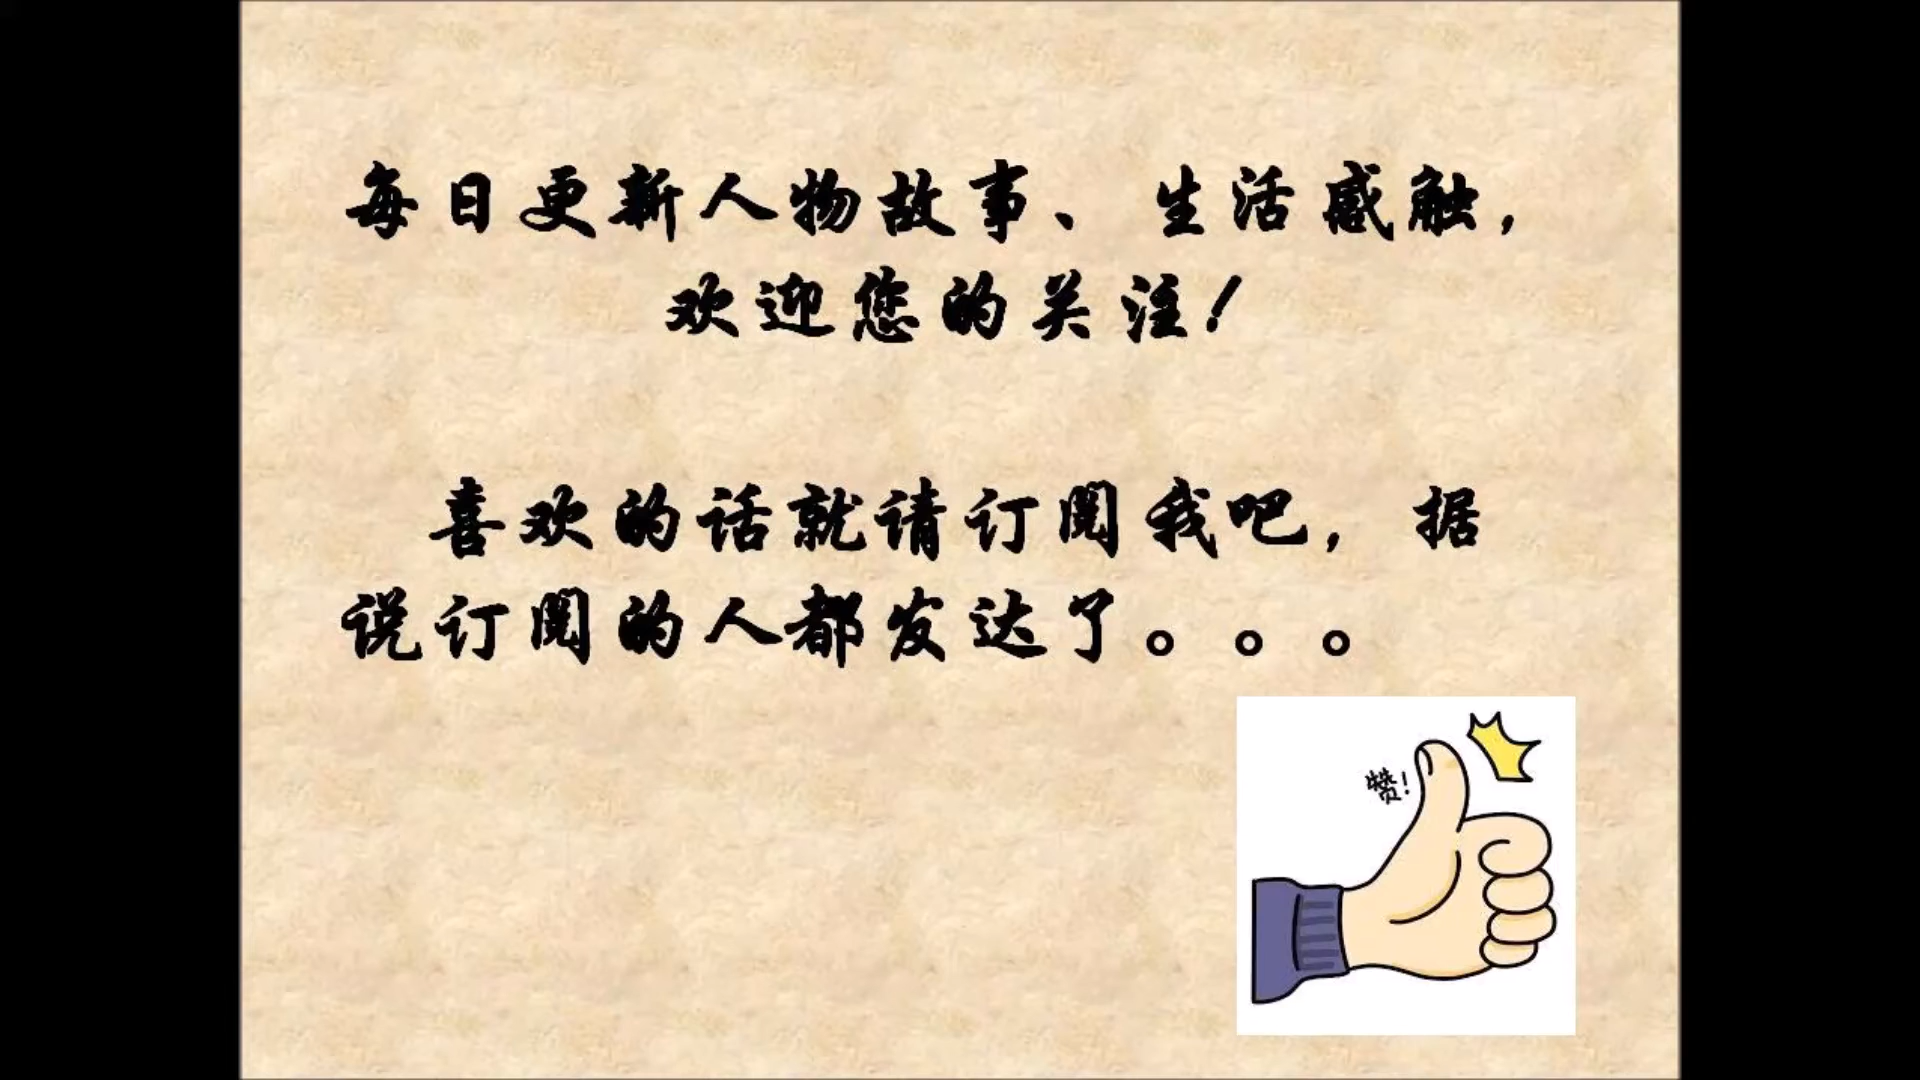 每日更新人物故事、生活感触，
欢迎您的关注！
喜欢的话就请订阅我吧，据
说订阅的人都发达了。。。
赞！